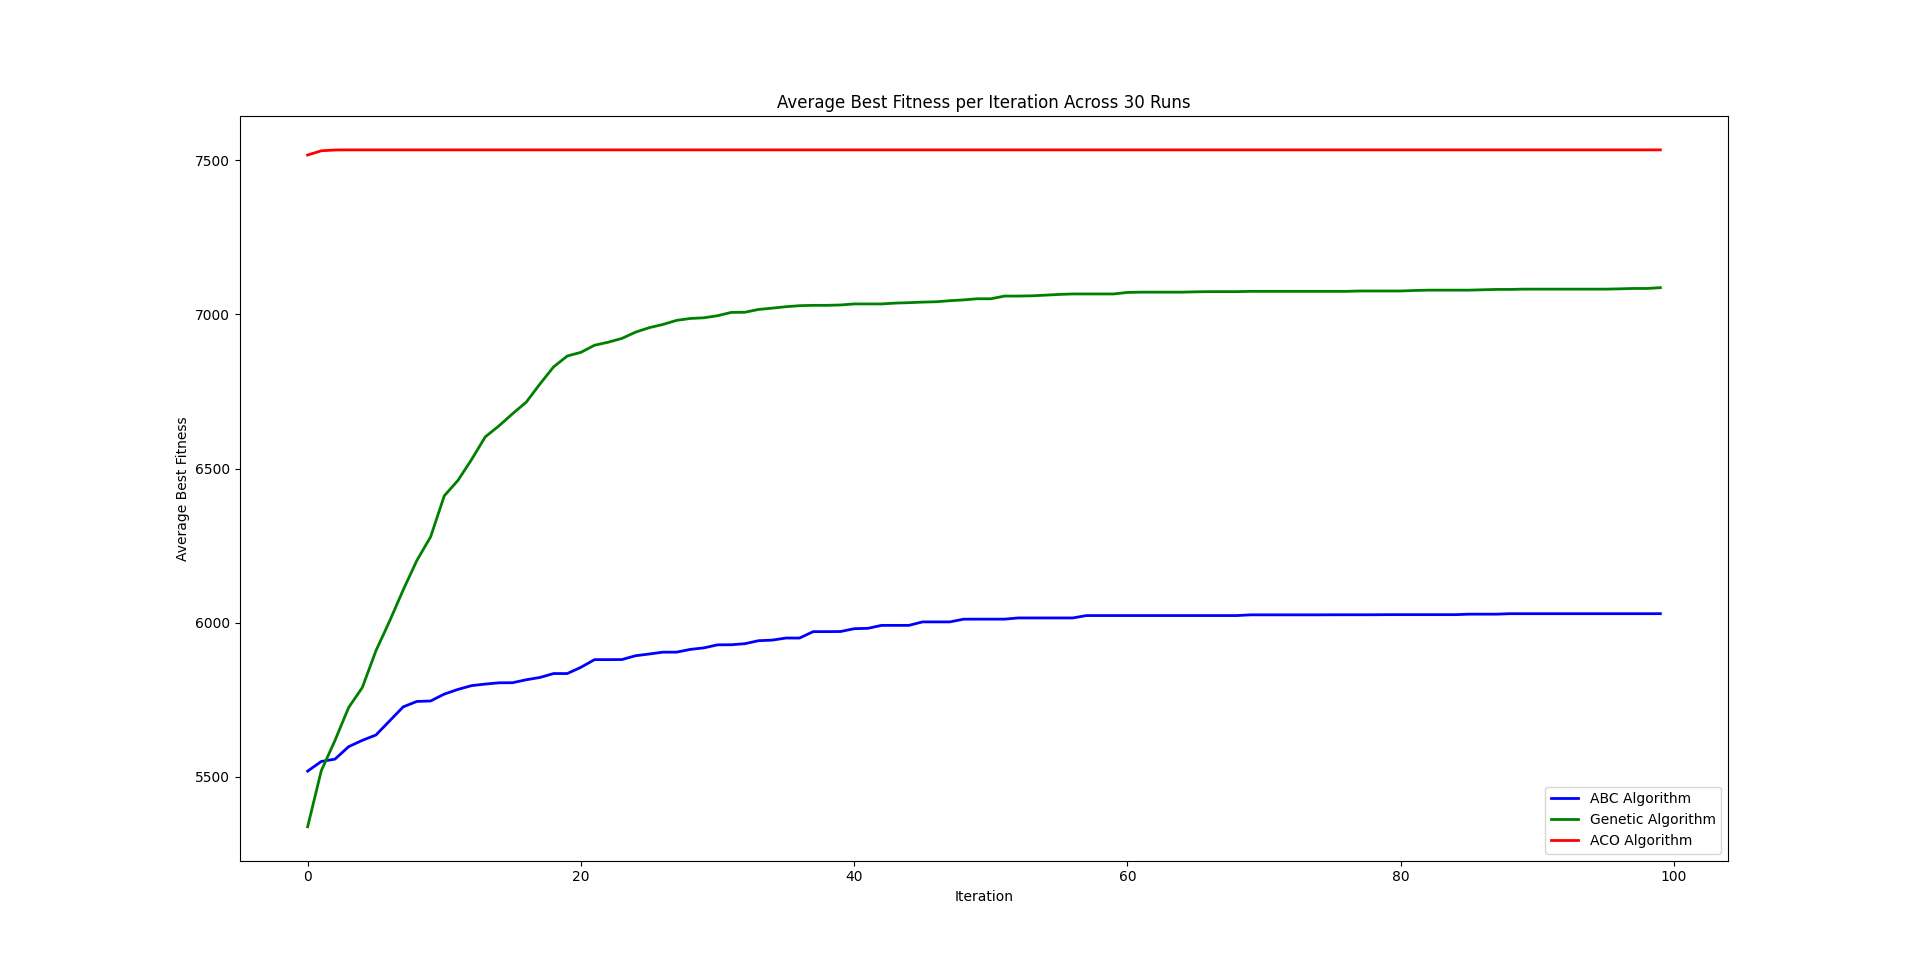 Average Best Fitness per Iteration Across 30 Runs
Average Best Fitness
7500
7000
6500
6000
5500
0 20 40 60 80 100
Iteration
ABC Algorithm
Genetic Algorithm
ACO Algorithm